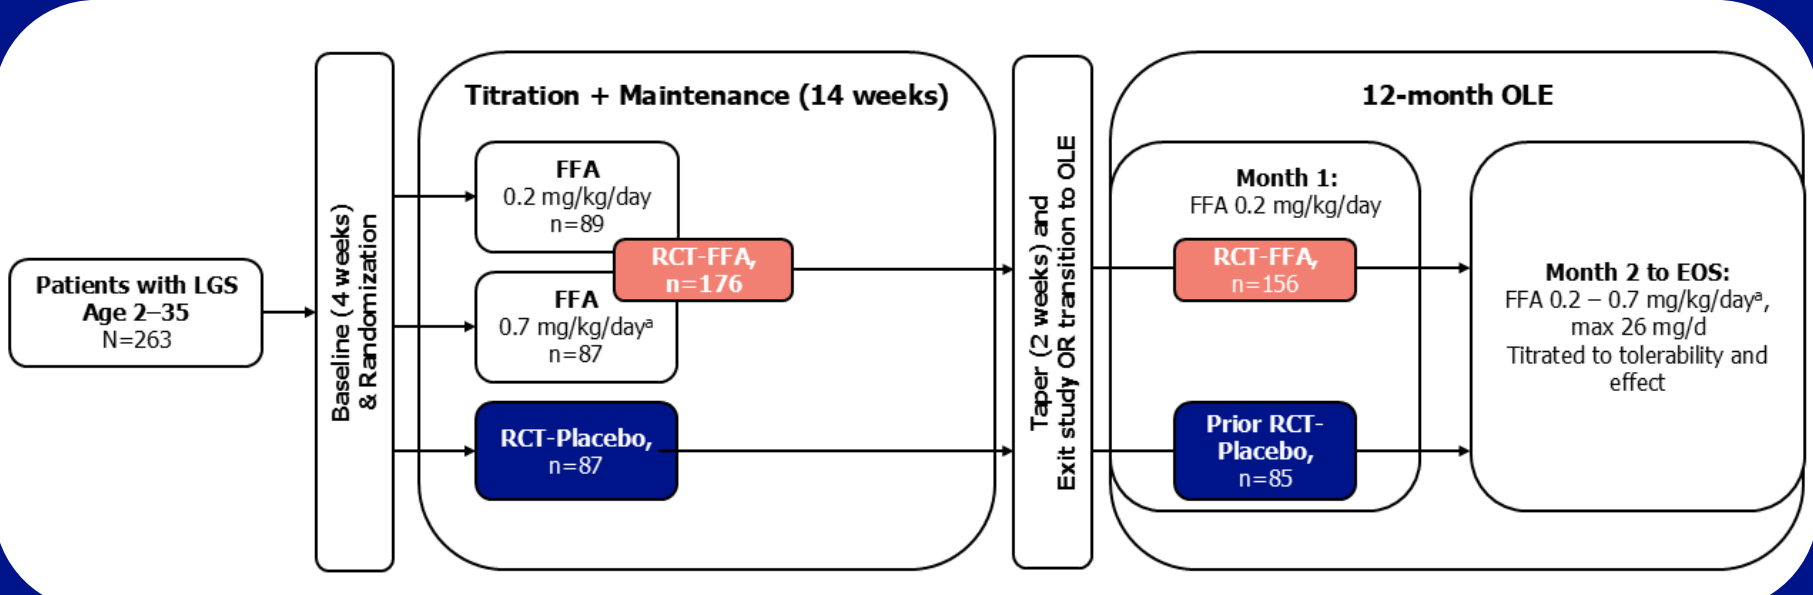 Patients with LGS
Age 2–35
N=263
Baseline (4 weeks)
& Randomization
Titration + Maintenance (14 weeks)
FFA
0.2 mg/kg/day
n=89
RCT-FFA,
n=176
FFA
0.7 mg/kg/dayᵃ
n=87
RCT-Placebo,
n=87
Taper (2 weeks) and
Exit study OR transition to OLE
12-month OLE
Month 1:
FFA 0.2 mg/kg/day
RCT-FFA,
n=156
Prior RCT-
Placebo,
n=85
Month 2 to EOS:
FFA 0.2 – 0.7 mg/kg/dayᵃ,
max 26 mg/d
Titrated to tolerability and
effect